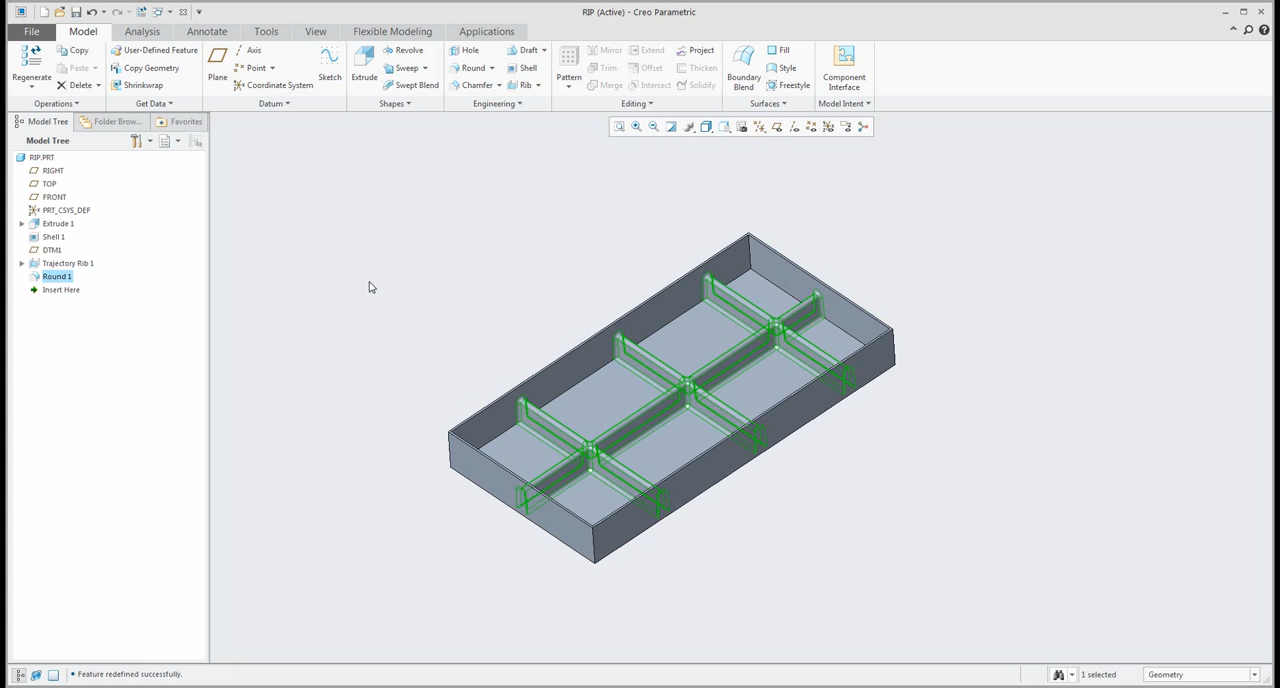 RIP (Active) - Creo Parametric
File Model Analysis Annotate Tools View Flexible Modeling Applications
Regenerate
Copy
Paste
Delete
Operations
User-Defined Feature
Copy Geometry
Shrinkwrap
Get Data
Plane
Axis
Point
Coordinate System
Sketch
Datum
Extrude
Revolve
Sweep
Swept Blend
Shapes
Hole
Round
Chamfer
Draft
Shell
Rib
Engineering
Pattern
Mirror
Trim
Merge
Extend
Offset
Intersect
Project
Thicken
Solidify
Editing
Boundary
Blend
Fill
Style
Freestyle
Surfaces
Component
Interface
Model Intent
Model Tree Folder Brow... Favorites
Model Tree
RIP.PRT
RIGHT
TOP
FRONT
PRT_CSYS_DEF
Extrude 1
Shell 1
DTM1
Trajectory Rib 1
Round 1
Insert Here
• Feature redefined successfully.
1 selected
Geometry